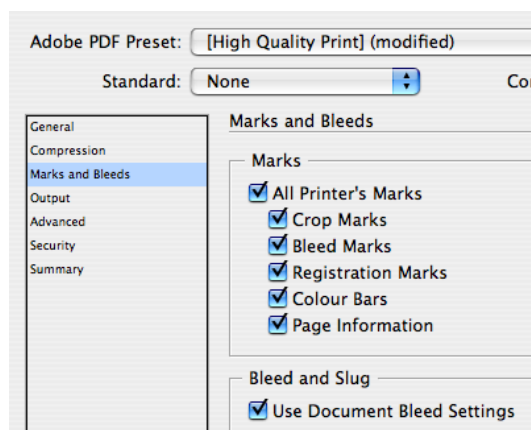 Adobe PDF Preset: [High Quality Print] (modified)
Standard: None
General
Compression
Marks and Bleeds
Output
Advanced
Security
Summary
Marks and Bleeds
Marks
All Printer's Marks
Crop Marks
Bleed Marks
Registration Marks
Colour Bars
Page Information
Bleed and Slug
Use Document Bleed Settings